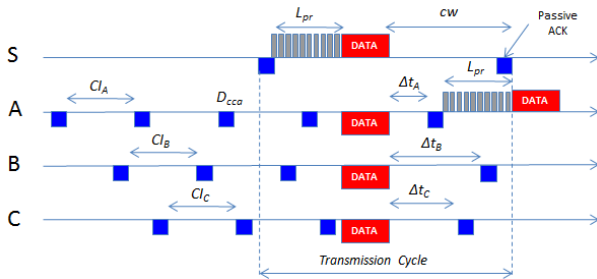 L_pr
cw
Passive
ACK
S
DATA
CI_A
D_cca
Δt_A
L_pr
A
DATA
DATA
CI_B
Δt_B
B
DATA
CI_C
Δt_C
C
DATA
Transmission Cycle